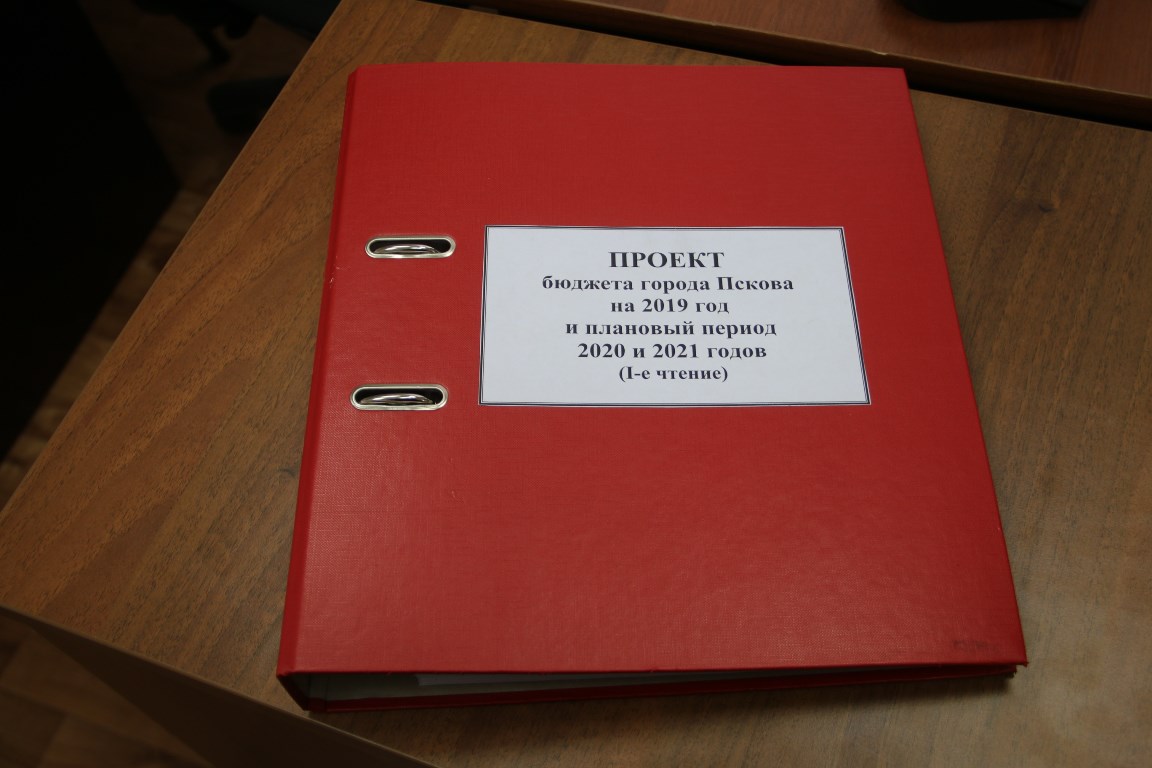 ПРОЕКТ
бюджета города Пскова
на 2019 год
и плановый период
2020 и 2021 годов
(I-е чтение)